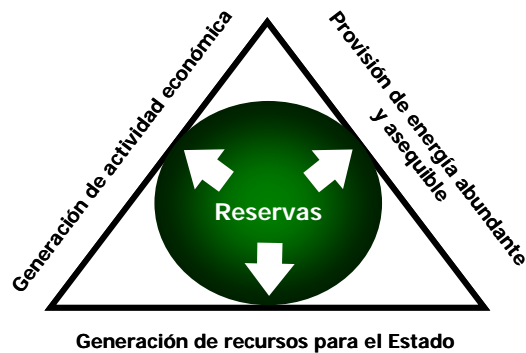 Generación de actividad económica
Provisión de energía abundante
y asequible
Reservas
Generación de recursos para el Estado